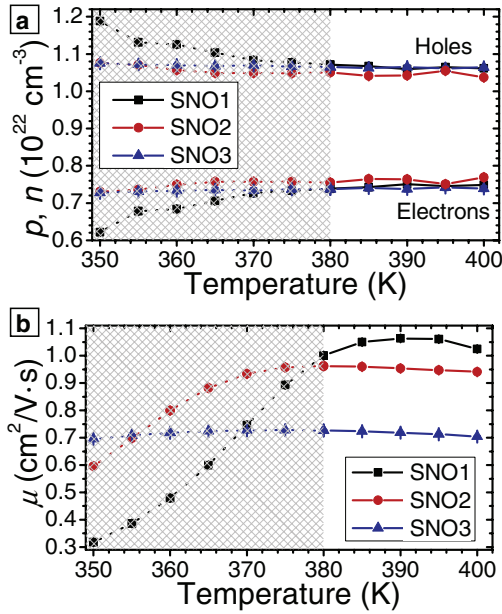 a
1.2
1.1
1.0
0.9
0.8
0.7
0.6
p, n (10²² cm⁻³)
Holes
SNO1
SNO2
SNO3
Electrons
350 360 370 380 390 400
Temperature (K)
b
1.1
1.0
0.9
0.8
0.7
0.6
0.5
0.4
0.3
μ (cm²/V·s)
SNO1
SNO2
SNO3
350 360 370 380 390 400
Temperature (K)